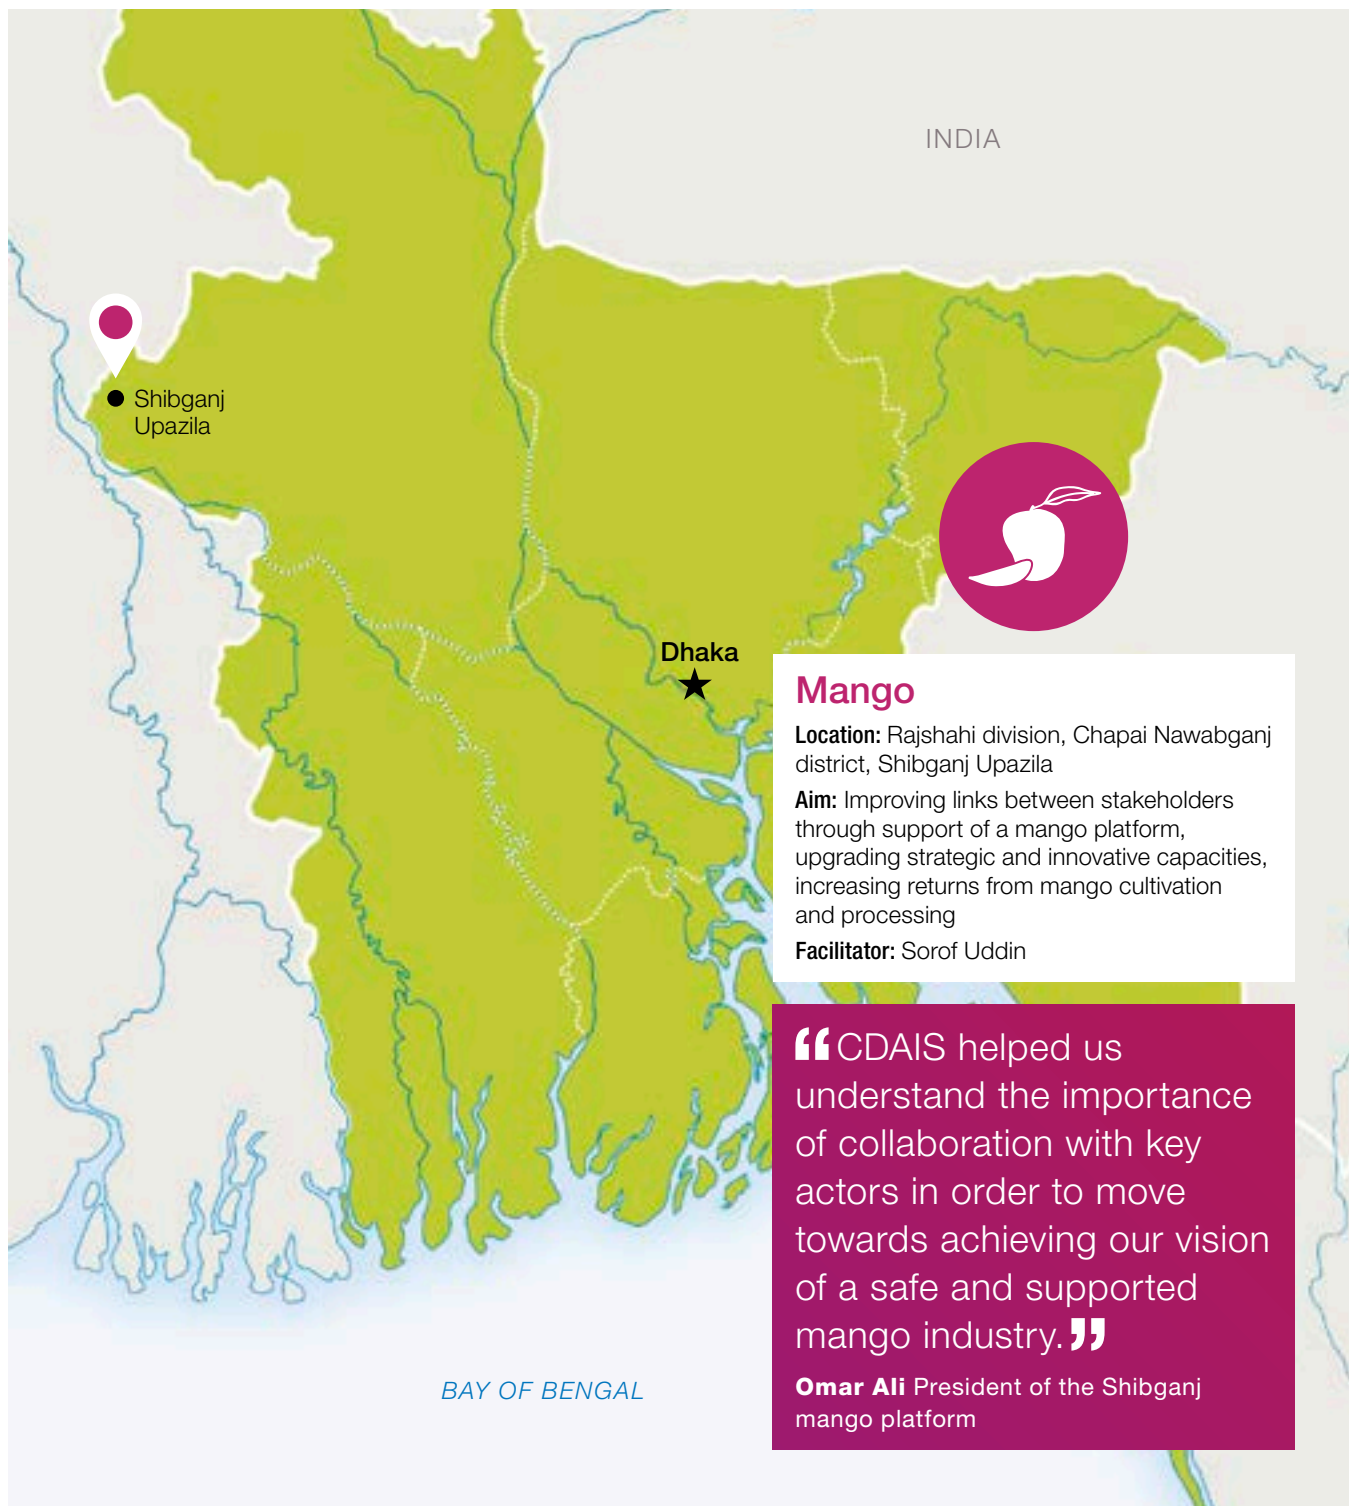 INDIA
Shibganj
Upazila
Dhaka
Mango
Location: Rajshahi division, Chapai Nawabganj
district, Shibganj Upazila
Aim: Improving links between stakeholders
through support of a mango platform,
upgrading strategic and innovative capacities,
increasing returns from mango cultivation
and processing
Facilitator: Sorof Uddin
“CDAIS helped us
understand the importance
of collaboration with key
actors in order to move
towards achieving our vision
of a safe and supported
mango industry.”
Omar Ali President of the Shibganj
mango platform
BAY OF BENGAL